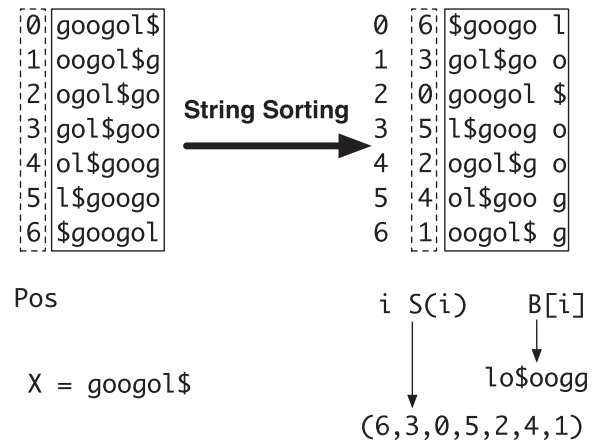 0 googol$ 0 6 $googo l
1 oogol$g 1 3 gol$go o
2 ogol$go 2 0 googol $
String Sorting
3 gol$goo 3 5 l$goog o
4 ol$goog 4 2 ogol$g o
5 l$googo 5 4 ol$goo g
6 $googol 6 1 oogol$ g
Pos i S(i) B[i]
X = googol$ lo$oogg
(6,3,0,5,2,4,1)